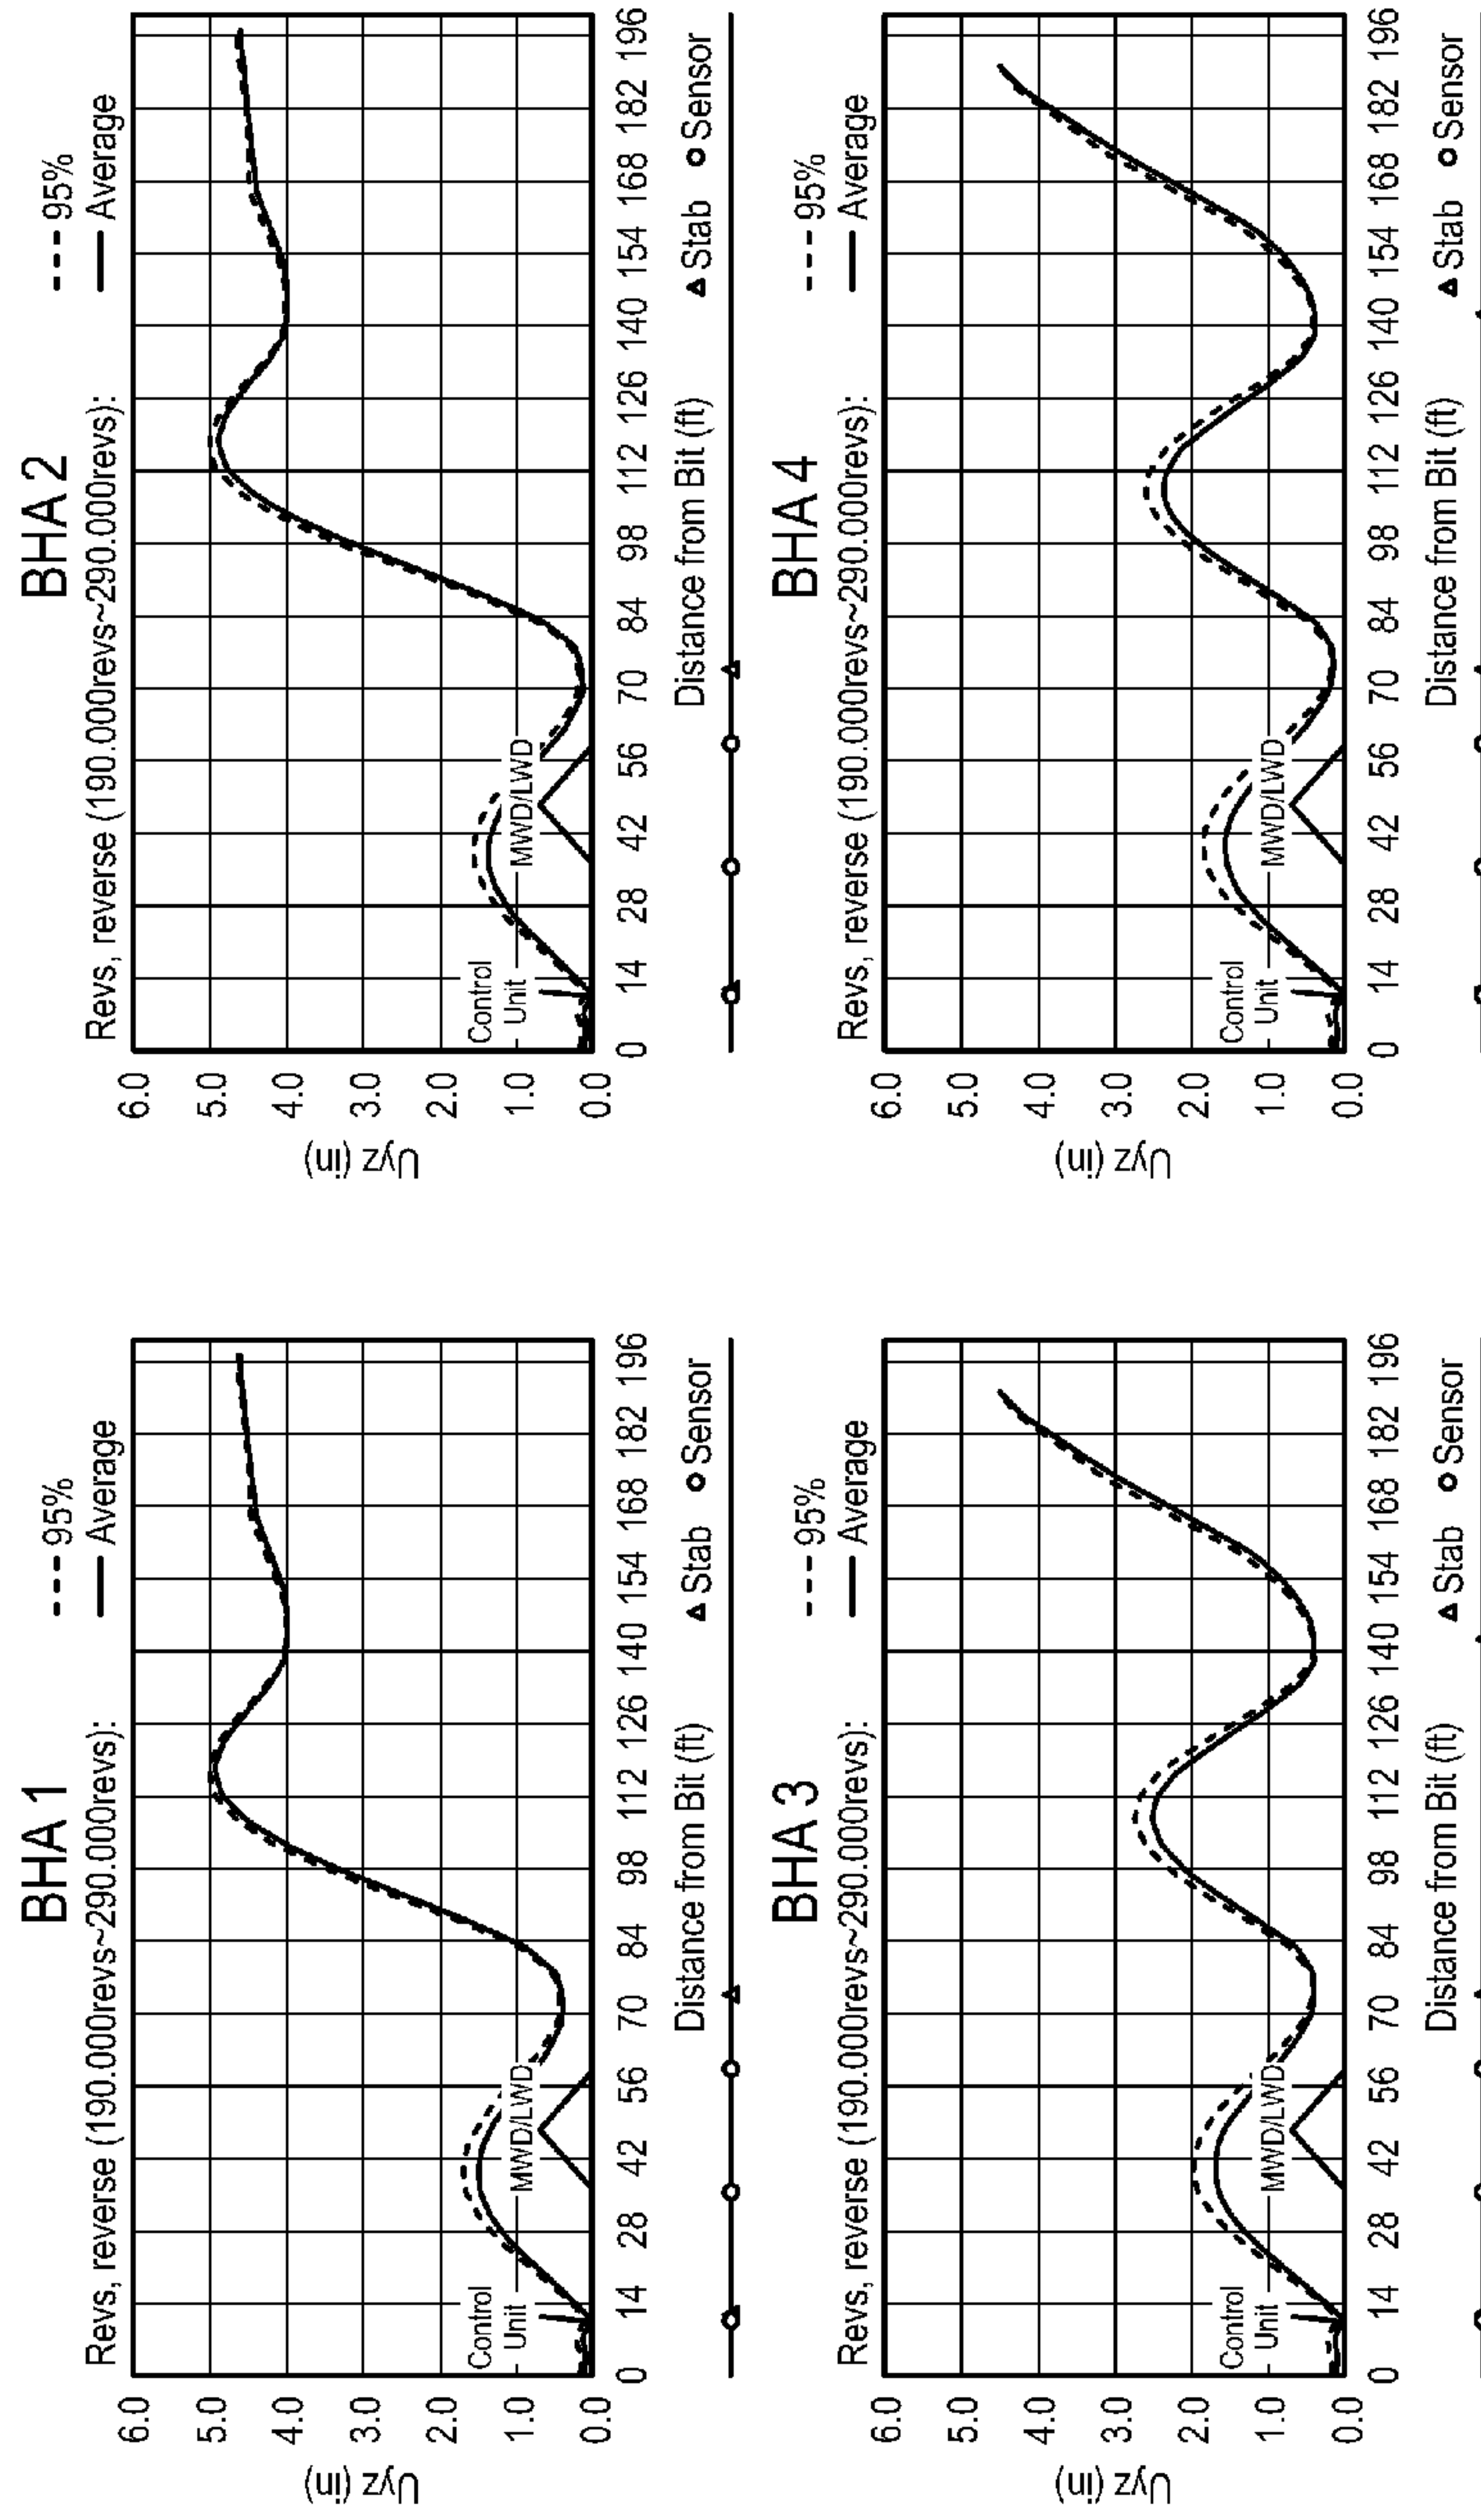 BHA 1
Revs, reverse (190.000revs~290.000revs):
--- 95%
— Average
Uyz (in)
6.0
5.0
4.0
3.0
2.0
1.0
0.0
Control
Unit
MWD/LWD
0 14 28 42 56 70 84 98 112 126 140 154 168 182 196
Distance from Bit (ft)
Stab
Sensor
BHA 2
Revs, reverse (190.000revs~290.000revs):
--- 95%
— Average
Uyz (in)
6.0
5.0
4.0
3.0
2.0
1.0
0.0
Control
Unit
MWD/LWD
0 14 28 42 56 70 84 98 112 126 140 154 168 182 196
Distance from Bit (ft)
Stab
Sensor
BHA 3
Revs, reverse (190.000revs~290.000revs):
--- 95%
— Average
Uyz (in)
6.0
5.0
4.0
3.0
2.0
1.0
0.0
Control
Unit
MWD/LWD
0 14 28 42 56 70 84 98 112 126 140 154 168 182 196
Distance from Bit (ft)
Stab
Sensor
BHA 4
Revs, reverse (190.000revs~290.000revs):
--- 95%
— Average
Uyz (in)
6.0
5.0
4.0
3.0
2.0
1.0
0.0
Control
Unit
MWD/LWD
0 14 28 42 56 70 84 98 112 126 140 154 168 182 196
Distance from Bit (ft)
Stab
Sensor